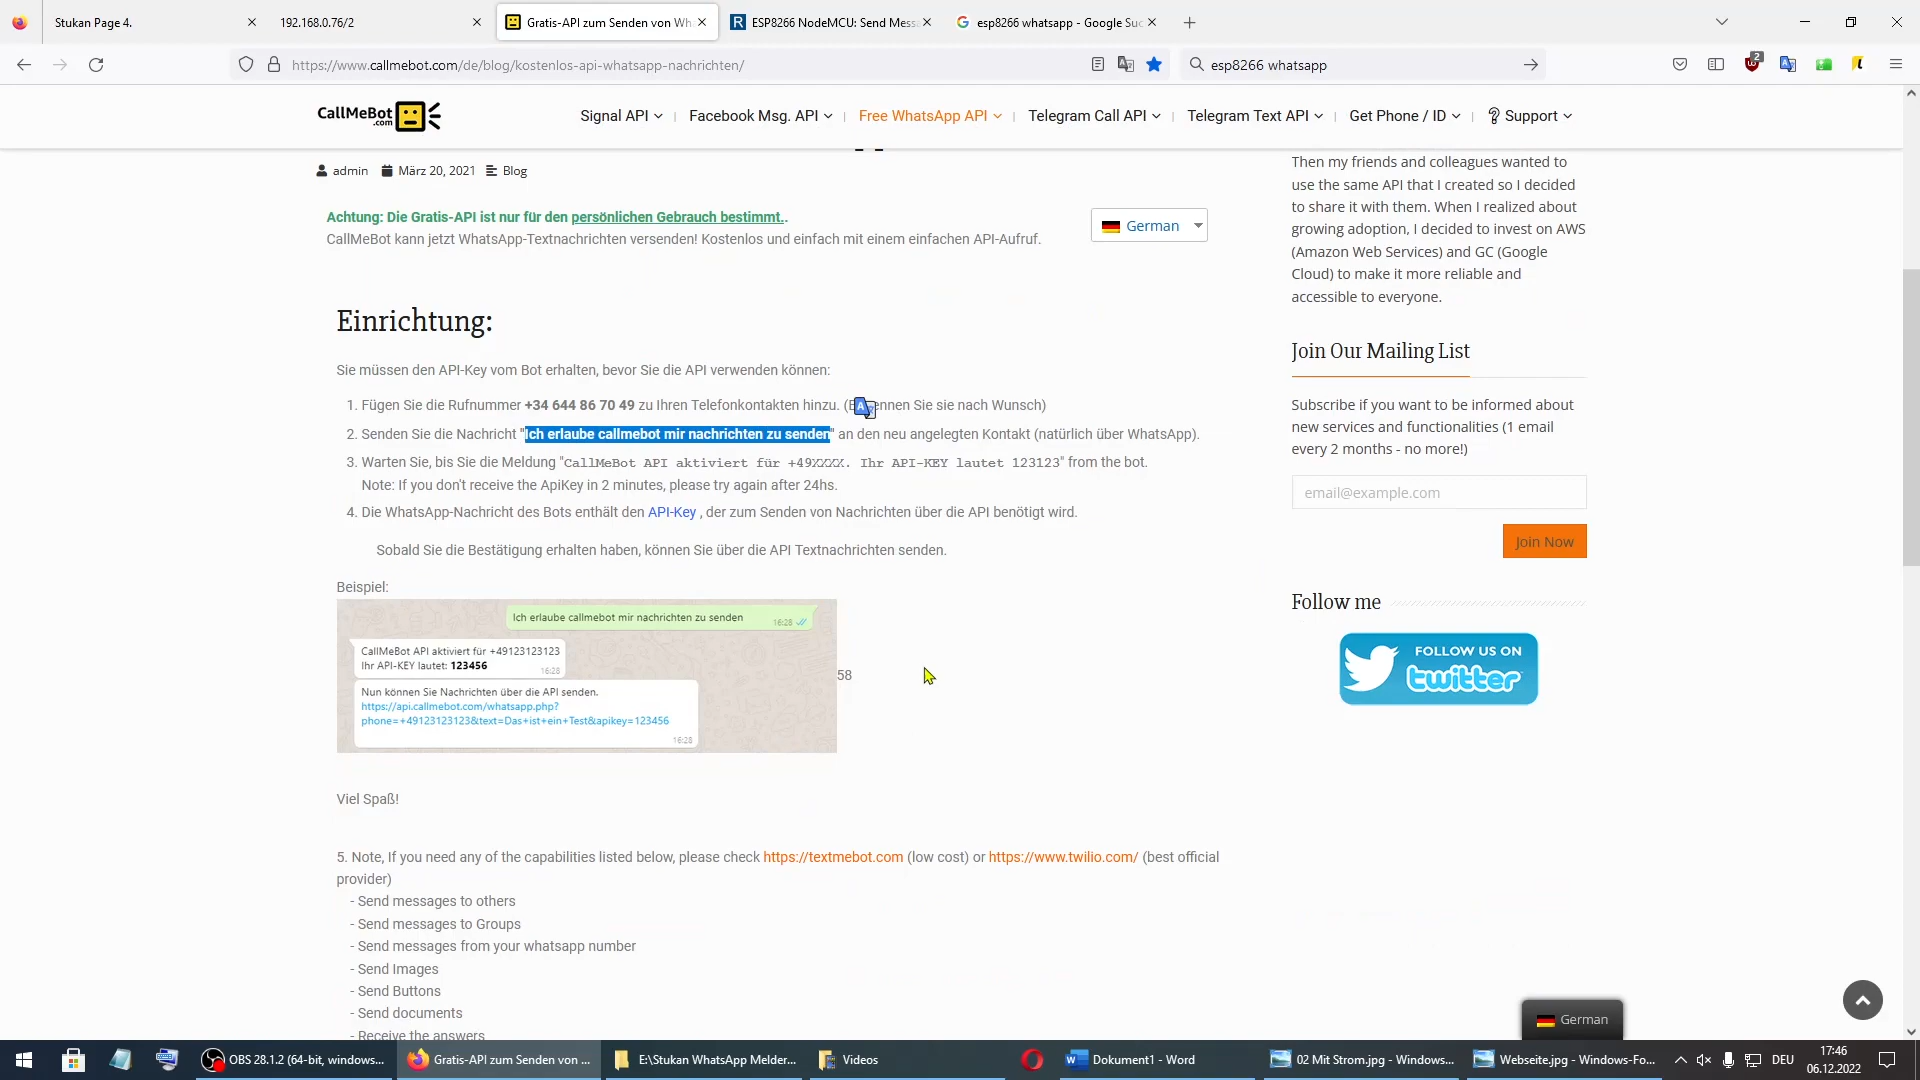 Stukan Page 4.
192.168.0.76/2
Gratis-API zum Senden von Wh
ESP8266 NodeMCU: Send Mess
esp8266 whatsapp - Google Suc
https://www.callmebot.com/de/blog/kostenlos-api-whatsapp-nachrichten/
esp8266 whatsapp
2
CallMeBot
.com
Signal API
Facebook Msg. API
Free WhatsApp API
Telegram Call API
Telegram Text API
Get Phone / ID
Support
admin
März 20, 2021
Blog
Achtung: Die Gratis-API ist nur für den persönlichen Gebrauch bestimmt..
CallMeBot kann jetzt WhatsApp-Textnachrichten versenden! Kostenlos und einfach mit einem einfachen API-Aufruf.
German
Einrichtung:
Sie müssen den API-Key vom Bot erhalten, bevor Sie die API verwenden können:
1. Fügen Sie die Rufnummer +34 644 86 70 49 zu Ihren Telefonkontakten hinzu. ( Sie sie nach Wunsch)
2. Senden Sie die Nachricht "Ich erlaube callmebot mir nachrichten zu senden" an den neu angelegten Kontakt (natürlich über WhatsApp).
3. Warten Sie, bis Sie die Meldung "CallMeBot API aktiviert für +49XXXX. Ihr API-KEY lautet 123123" from the bot.
Note: If you don't receive the ApiKey in 2 minutes, please try again after 24hs.
4. Die WhatsApp-Nachricht des Bots enthält den API-Key , der zum Senden von Nachrichten über die API benötigt wird.
Sobald Sie die Bestätigung erhalten haben, können Sie über die API Textnachrichten senden.
Beispiel:
Ich erlaube callmebot mir nachrichten zu senden
16:28
CallMeBot API aktiviert für +49123123123
Ihr API-KEY lautet: 123456
16:28
Nun können Sie Nachrichten über die API senden.
https://api.callmebot.com/whatsapp.php?
phone=+49123123123&text=Das+ist+ein+Test&apikey=123456
16:28
58
Viel Spaß!
5. Note, If you need any of the capabilities listed below, please check https://textmebot.com (low cost) or https://www.twilio.com/ (best official
provider)
- Send messages to others
- Send messages to Groups
- Send messages from your whatsapp number
- Send Images
- Send Buttons
- Send documents
- Receive the answers
Then my friends and colleagues wanted to
use the same API that I created so I decided
to share it with them. When I realized about
growing adoption, I decided to invest on AWS
(Amazon Web Services) and GC (Google
Cloud) to make it more reliable and
accessible to everyone.
Join Our Mailing List
Subscribe if you want to be informed about
new services and functionalities (1 email
every 2 months - no more!)
email@example.com
Join Now
Follow me
FOLLOW US ON
twitter
German
OBS 28.1.2 (64-bit, windows...
Gratis-API zum Senden von ...
E:\Stukan WhatsApp Melder...
Videos
Dokument1 - Word
02 Mit Strom.jpg - Windows...
Webseite.jpg - Windows-Fo...
DEU
17:46
06.12.2022